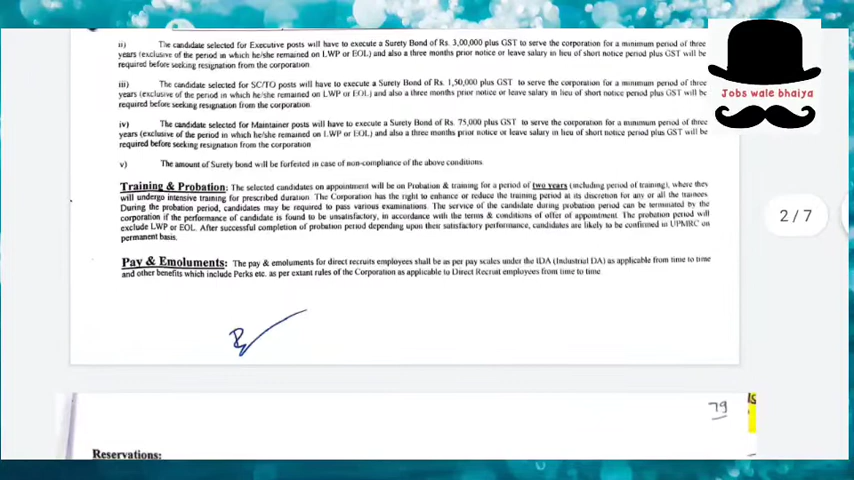 ii) The candidate selected for Executive posts will have to execute a Surety Bond of Rs. 3,00,000 plus GST to serve the corporation for a minimum period of three
years (exclusive of the period in which he/she remained on LWP or EOL) and also a three months prior notice or leave salary in lieu of short notice period plus GST will be
required before seeking resignation from the corporation
iii) The candidate selected for SC/TO posts will have to execute a Surety Bond of Rs. 1,50,000 plus GST to serve the corporation for a minimum period of three
years (exclusive of the period in which he/she remained on LWP or EOL) and also a three months prior notice or leave salary in lieu of short notice period plus GST will be
required before seeking resignation from the corporation
iv) The candidate selected for Maintainer posts will have to execute a Surety Bond of Rs. 75,000 plus GST to serve the corporation for a minimum period of three
years (exclusive of the period in which he/she remained on LWP or EOL) and also a three months prior notice or leave salary in lieu of short notice period plus GST will be
required before seeking resignation from the corporation
v) The amount of Surety bond will be forfeited in case of non-compliance of the above conditions
Training & Probation: The selected candidates on appointment will be on Probation & training for a period of two years (including period of training), where they
will undergo intensive training for prescribed duration. The Corporation has the right to enhance or reduce the training period at its discretion for any or all the trainees.
During the probation period, candidates may be required to pass various examinations. The service of the candidate during probation period can be terminated by the
corporation if the performance of candidate is found to be unsatisfactory, in accordance with the terms & conditions of offer of appointment. The probation period will
exclude LWP or EOL. After successful completion of probation period depending upon their satisfactory performance, candidates are likely to be confirmed in UPMRC on
permanent basis.
Pay & Emoluments: The pay & emoluments for direct recruits employees shall be as per pay scales under the IDA (Industrial DA) as applicable from time to time
and other benefits which include Perks etc. as per extant rules of the Corporation as applicable to Direct Recruit employees from time to time
Jobs wale bhaiya
2 / 7
79
Reservations: